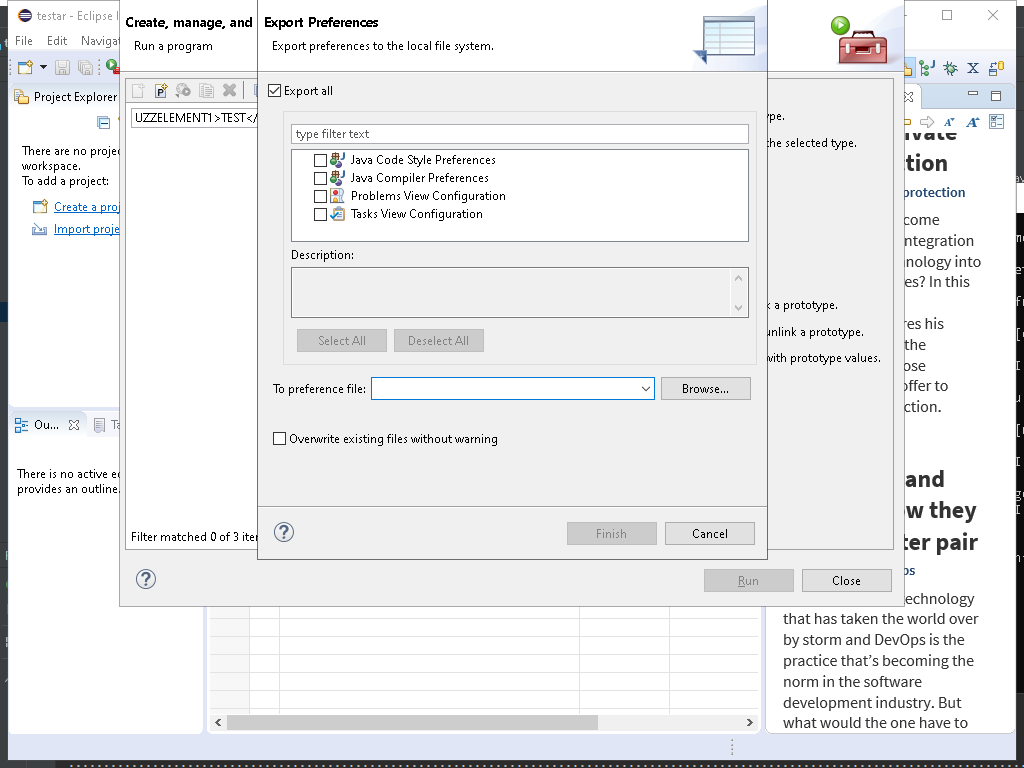 testar - Eclipse I
File Edit Navigat
Project Explorer
There are no proje
workspace.
To add a project:
Create a proj
Import proje
Ou...
Ta
There is no active ed
provides an outline.
Create, manage, and
Run a program
UZZELEMENT1>TEST</
Filter matched 0 of 3 iter
Export Preferences
Export preferences to the local file system.
Export all
type filter text
Java Code Style Preferences
Java Compiler Preferences
Problems View Configuration
Tasks View Configuration
Description:
Select All Deselect All
To preference file: Browse...
Overwrite existing files without warning
Finish Cancel
ype.
the selected type.
k a prototype.
unlink a prototype.
with prototype values.
Run Close
ivate
tion
protection
come
ntegration
hnology into
es? In this
res his
the
ose
offer to
ction.
and
ow they
ter pair
ps
echnology
that has taken the world over
by storm and DevOps is the
practice that's becoming the
norm in the software
development industry. But
what would the one have to